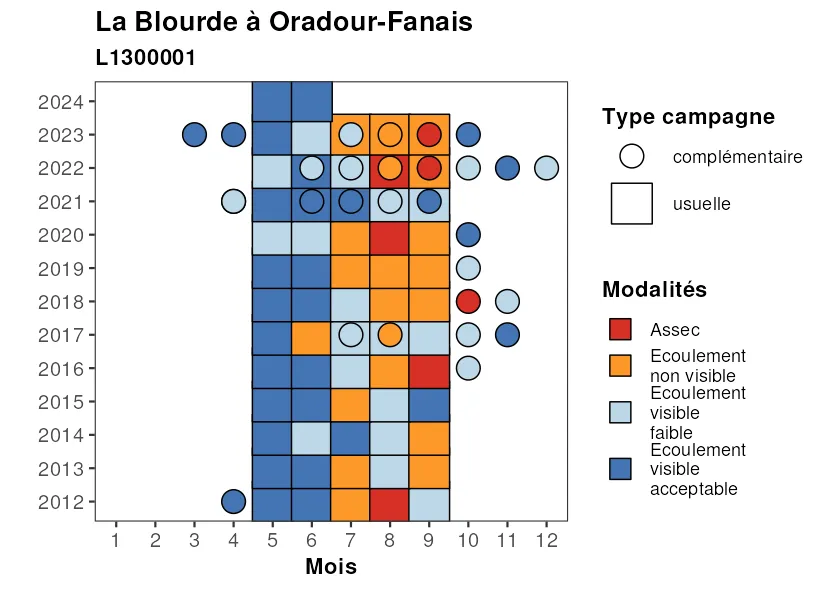 La Blourde à Oradour-Fanais
L1300001
2024
2023
2022
2021
2020
2019
2018
2017
2016
2015
2014
2013
2012
1 2 3 4 5 6 7 8 9 10 11 12
Mois
Type campagne
complémentaire
usuelle
Modalités
Assec
Ecoulement
non visible
Ecoulement
visible
faible
Ecoulement
visible
acceptable